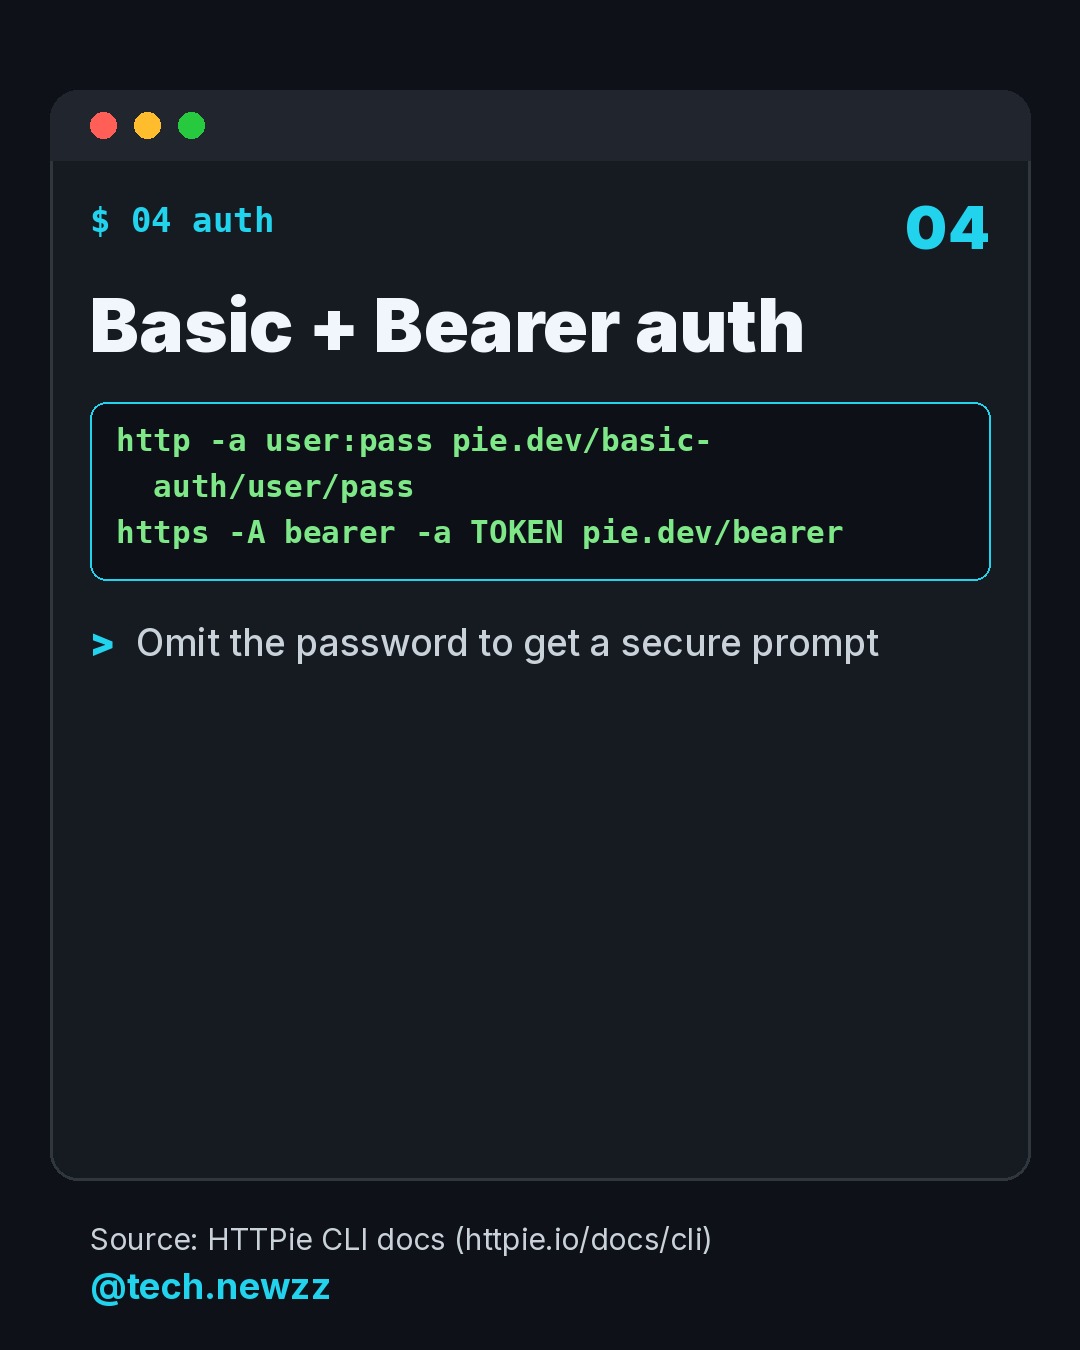 $ 04 auth
04
Basic + Bearer auth
http -a user:pass pie.dev/basic-
auth/user/pass
https -A bearer -a TOKEN pie.dev/bearer
> Omit the password to get a secure prompt
Source: HTTPie CLI docs (httpie.io/docs/cli)
@tech.newzz